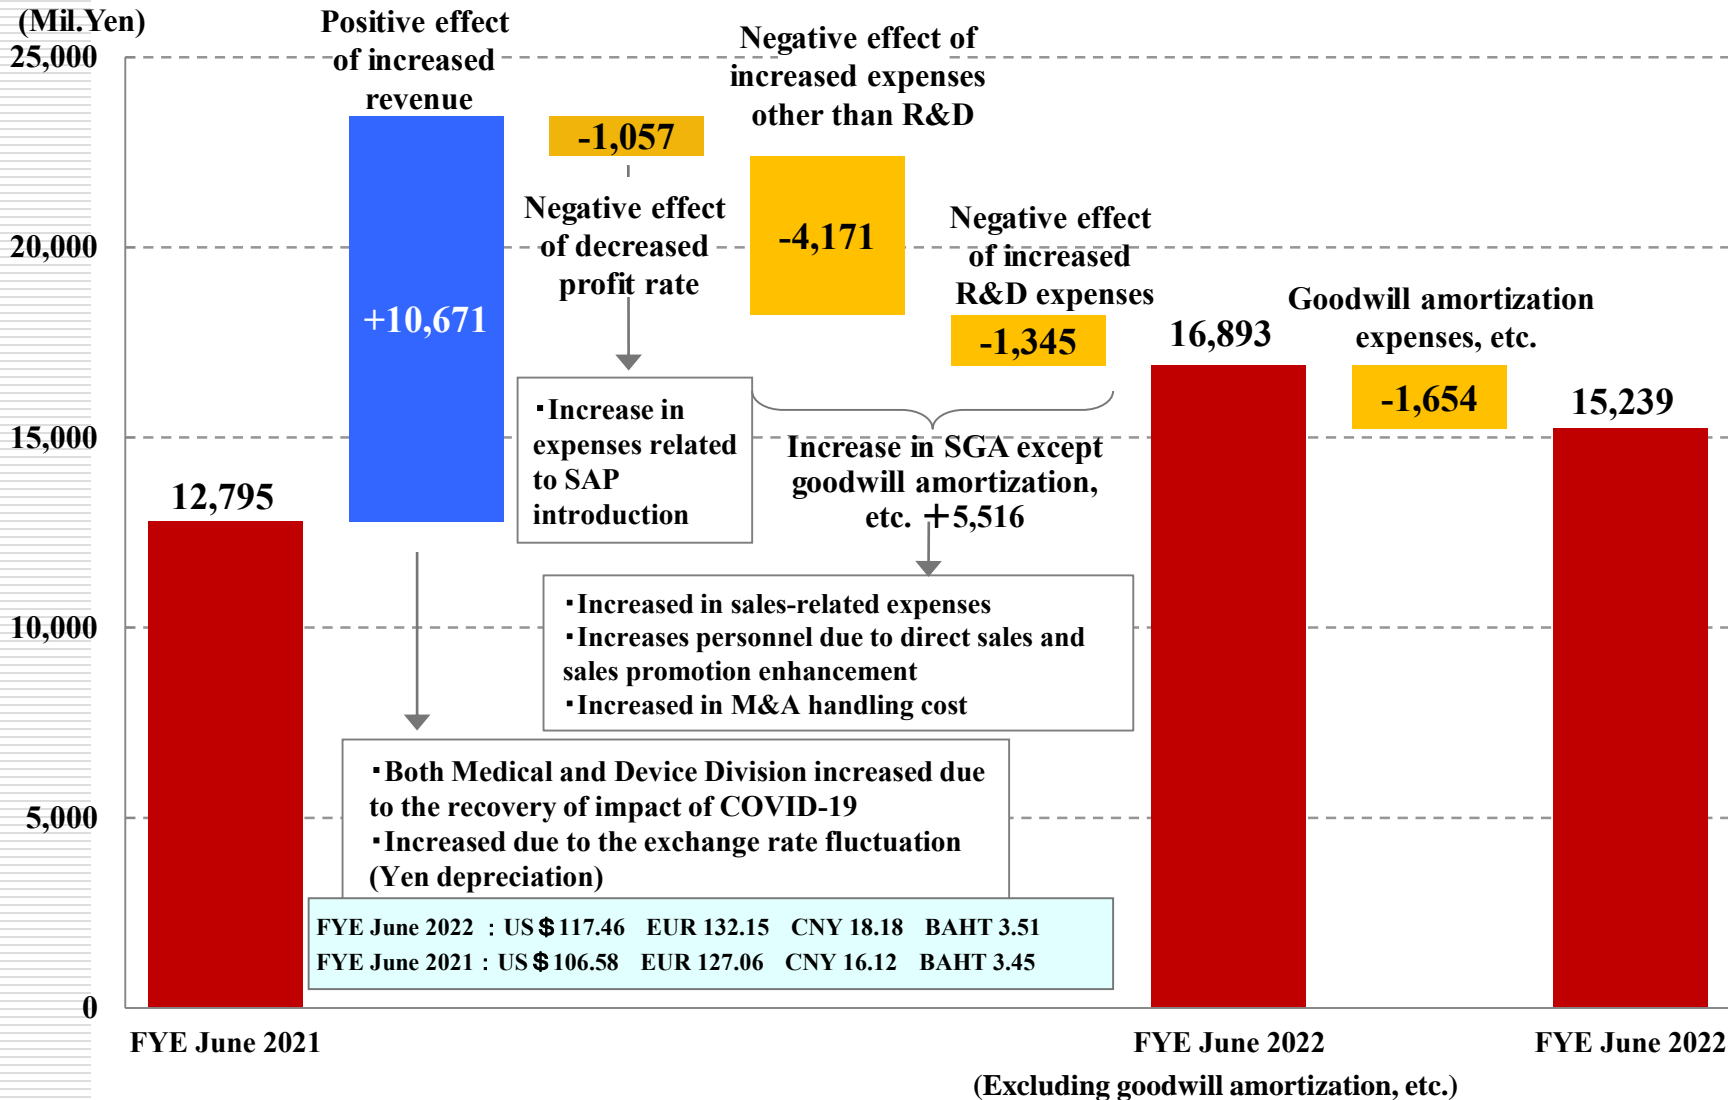 (Mil.Yen)
25,000
20,000
15,000
10,000
5,000
0
Positive effect
of increased
revenue
+10,671
-1,057
Negative effect
of decreased
profit rate
Negative effect of
increased expenses
other than R&D
-4,171
Negative effect
of increased
R&D expenses
-1,345
16,893
Goodwill amortization
expenses, etc.
-1,654
15,239
12,795
・Increase in
expenses related
to SAP
introduction
Increase in SGA except
goodwill amortization,
etc. ＋5,516
・Increased in sales-related expenses
・Increases personnel due to direct sales and
sales promotion enhancement
・Increased in M&A handling cost
・Both Medical and Device Division increased due
to the recovery of impact of COVID-19
・Increased due to the exchange rate fluctuation
(Yen depreciation)
FYE June 2022 : US＄117.46 EUR 132.15 CNY 18.18 BAHT 3.51
FYE June 2021 : US＄106.58 EUR 127.06 CNY 16.12 BAHT 3.45
FYE June 2021
FYE June 2022
(Excluding goodwill amortization, etc.)
FYE June 2022